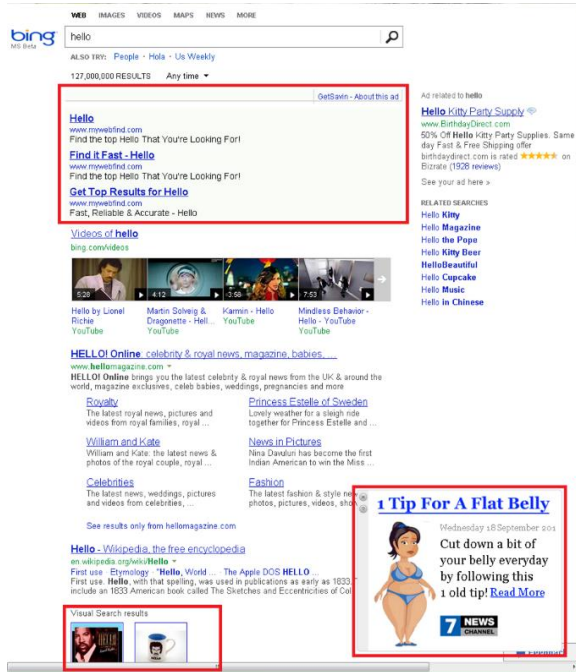 WEB IMAGES VIDEOS MAPS NEWS MORE
bing
MS Beta
hello
ALSO TRY: People · Hola · Us Weekly
127,000,000 RESULTS Any time
GetSavin - About this ad
Hello
www.mywebfind.com
Find the top Hello That You're Looking For!
Find it Fast - Hello
www.mywebfind.com
Find the top Hello That You're Looking For!
Get Top Results for Hello
www.mywebfind.com
Fast, Reliable & Accurate - Hello
Videos of hello
bing.com/videos
5:28 4:12 3:58 7:53
Hello by Lionel
Richie
YouTube
Martin Solveig &
Dragonette - Hell...
YouTube
Karmin - Hello
YouTube
Mindless Behavior -
Hello - YouTube
YouTube
HELLO! Online: celebrity & royal news, magazine, babies, ...
www.hellomagazine.com
HELLO! Online brings you the latest celebrity & royal news from the UK & around the
world, magazine exclusives, celeb babies, weddings, pregnancies and more
Royalty
The latest royal news, pictures and
videos from royal families, royal ...
Princess Estelle of Sweden
Lovely weather for a sleigh ride
together for Princess Estelle and ...
William and Kate
William and Kate: the latest news &
photos of the royal couple, royal ...
News in Pictures
Nina Davuluri has become the first
Indian American to win the Miss ...
Celebrities
The latest news, weddings, pictures
and videos from celebrities, ...
Fashion
The latest fashion & style
photos, pictures, videos,
See results only from hellomagazine.com
Hello - Wikipedia, the free encyclopedia
en.wikipedia.org/wiki/Hello
First use · Etymology · "Hello, World ... · The Apple DOS HELLO ...
First use. Hello, with that spelling, was used in publications as early as 1833.
include an 1833 American book called The Sketches and Eccentricities of Col
Visual Search results
Ad related to hello
Hello Kitty Party Supply
www.BirthdayDirect.com
50% Off Hello Kitty Party Supplies. Same
day Fast & Free Shipping offer
birthdaydirect.com is rated ★★★★★ on
Bizrate (1928 reviews)
See your ad here »
RELATED SEARCHES
Hello Kitty
Hello Magazine
Hello the Pope
Hello Kitty Beer
HelloBeautiful
Hello Cupcake
Hello Music
Hello in Chinese
1 Tip For A Flat Belly
Wednesday 18 September 201
Cut down a bit of
your belly everyday
by following this
1 old tip! Read More
7 NEWS
CHANNEL